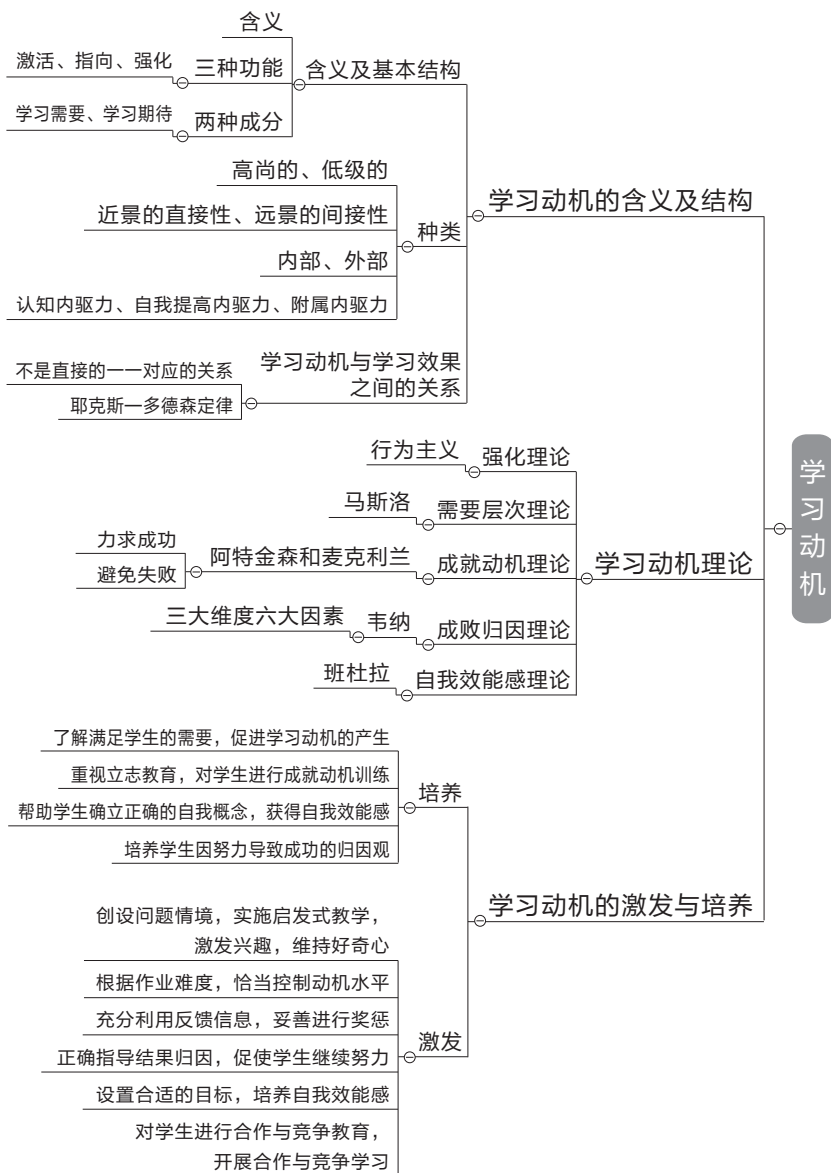 含义
激活、指向、强化
三种功能
含义及基本结构
学习需要、学习期待
两种成分
高尚的、低级的
学习动机的含义及结构
近景的直接性、远景的间接性
种类
内部、外部
认知内驱力、自我提高内驱力、附属内驱力
学习动机与学习效果
之间的关系
不是直接的一一对应的关系
耶克斯—多德森定律
学习动机
行为主义
强化理论
马斯洛
需要层次理论
力求成功
避免失败
阿特金森和麦克利兰
成就动机理论
学习动机理论
三大维度六大因素
韦纳
成败归因理论
班杜拉
自我效能感理论
了解满足学生的需要，促进学习动机的产生
重视立志教育，对学生进行成就动机训练
培养
帮助学生确立正确的自我概念，获得自我效能感
培养学生因努力导致成功的归因观
学习动机的激发与培养
创设问题情境，实施启发式教学，
激发兴趣，维持好奇心
根据作业难度，恰当控制动机水平
充分利用反馈信息，妥善进行奖惩
激发
正确指导结果归因，促使学生继续努力
设置合适的目标，培养自我效能感
对学生进行合作与竞争教育，
开展合作与竞争学习